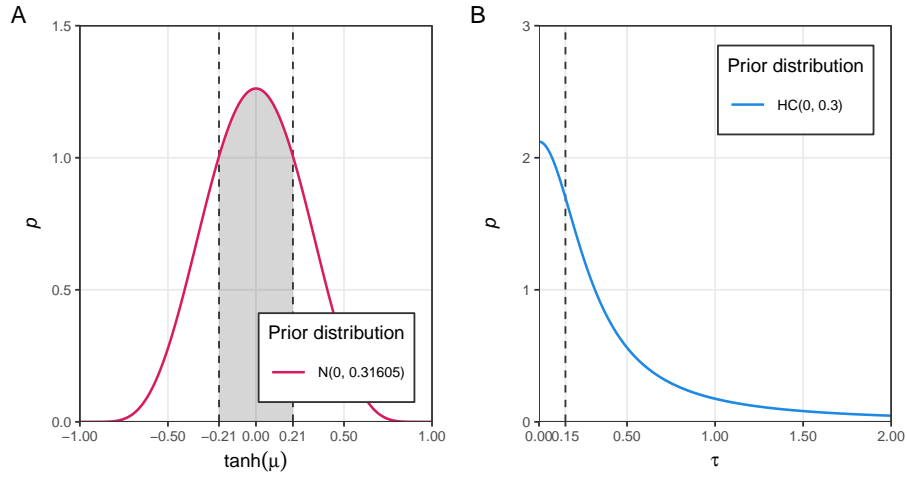 A
1.5
1.0
0.5
0.0
p
−1.00
−0.50
−0.21
0.00
0.21
0.50
1.00
tanh(μ)
Prior distribution
N(0, 0.31605)
B
3
2
1
0
p
0.00
0.15
0.50
1.00
1.50
2.00
τ
Prior distribution
HC(0, 0.3)